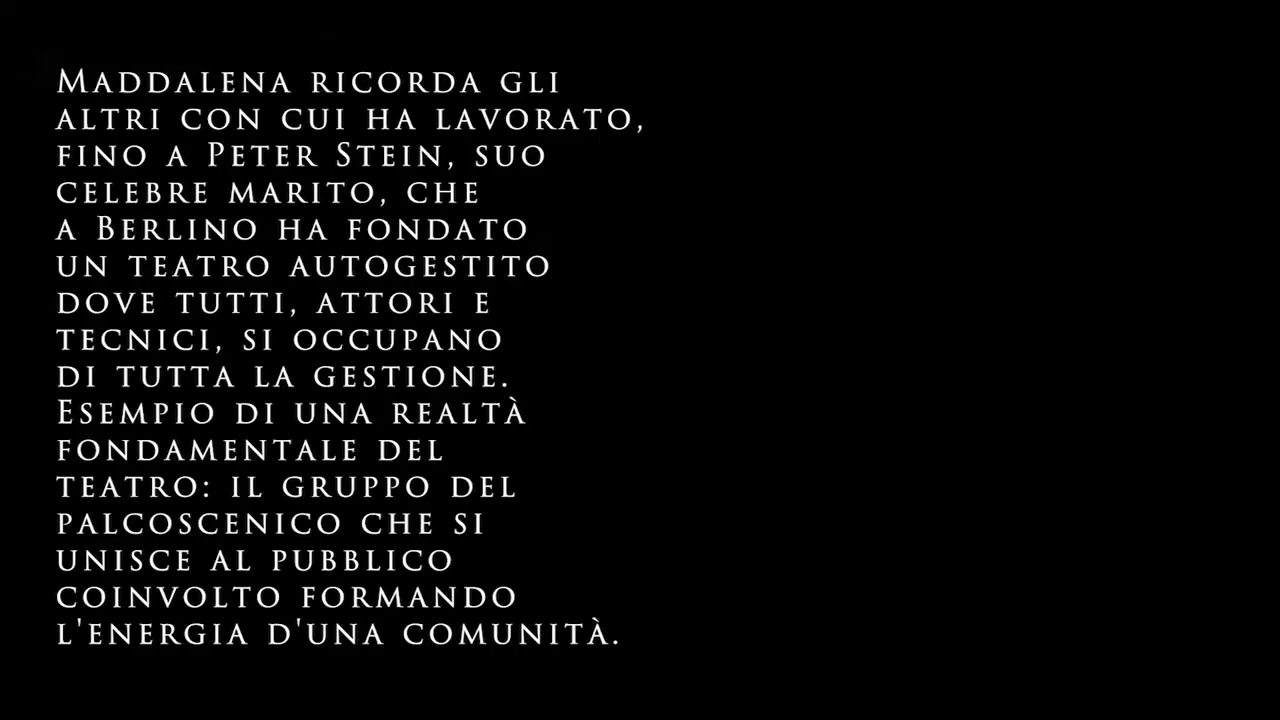 Maddalena ricorda gli
altri con cui ha lavorato,
fino a Peter Stein, suo
celebre marito, che
a Berlino ha fondato
un teatro autogestito
dove tutti, attori e
tecnici, si occupano
di tutta la gestione.
Esempio di una realtà
fondamentale del
teatro: il gruppo del
palcoscenico che si
unisce al pubblico
coinvolto formando
l'energia d'una comunità.